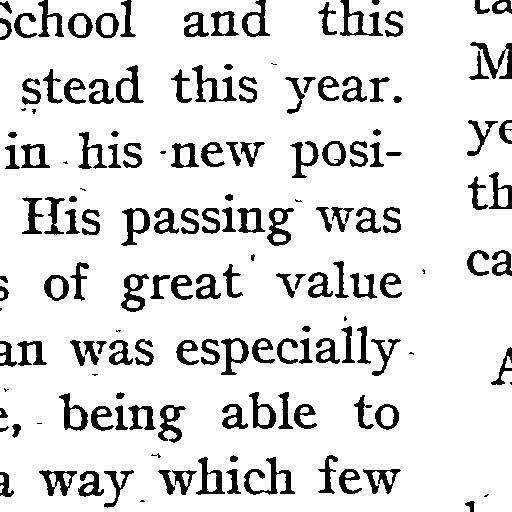 School and this
stead this year.
in his new posi-
His passing was
of great value
was especially
being able to
a way which few